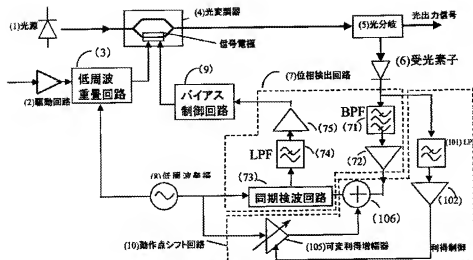 (1)光源
(4)光変調器
信号電極
(5)光分岐
光出力信号
(6)受光素子
(2)駆動回路
(3)
低周波
重畳回路
(9)
バイアス
制御回路
(7)位相検出回路
(75)
LPF
(74)
BPF
(71)
(72)
(101) LP
(102)
(73)
同期検波回路
(106)
(8)低周波発振
(10)動作点シフト回路
(105)可変利得増幅器
利得制御